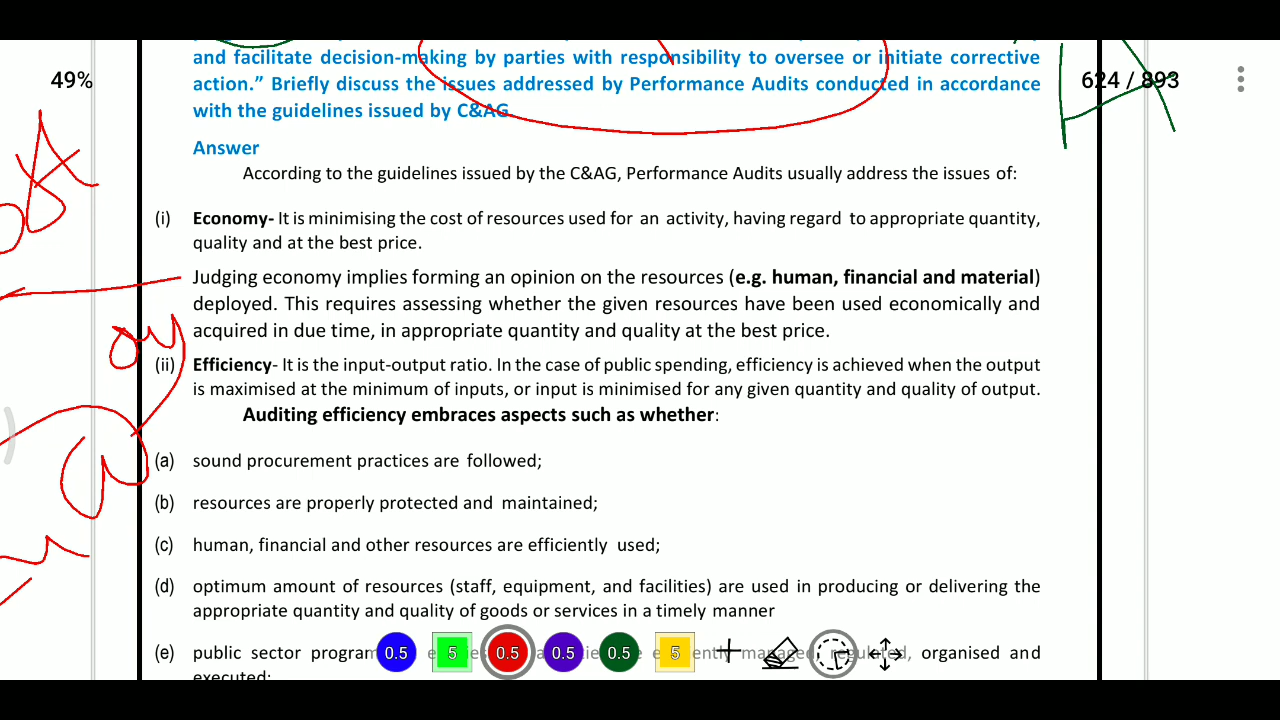 and facilitate decision-making by parties with responsibility to oversee or initiate corrective
49%
624 / 893
action.” Briefly discuss the issues addressed by Performance Audits conducted in accordance
with the guidelines issued by C&AG.
Answer
According to the guidelines issued by the C&AG, Performance Audits usually address the issues of:
(i) Economy- It is minimising the cost of resources used for an activity, having regard to appropriate quantity,
quality and at the best price.
Judging economy implies forming an opinion on the resources (e.g. human, financial and material)
deployed. This requires assessing whether the given resources have been used economically and
acquired in due time, in appropriate quantity and quality at the best price.
(ii) Efficiency- It is the input-output ratio. In the case of public spending, efficiency is achieved when the output
is maximised at the minimum of inputs, or input is minimised for any given quantity and quality of output.
Auditing efficiency embraces aspects such as whether:
(a) sound procurement practices are followed;
(b) resources are properly protected and maintained;
(c) human, financial and other resources are efficiently used;
(d) optimum amount of resources (staff, equipment, and facilities) are used in producing or delivering the
appropriate quantity and quality of goods or services in a timely manner
(e) public sector managed, regulated, organised and
executed;
0.5 5 0.5 0.5 0.5 5